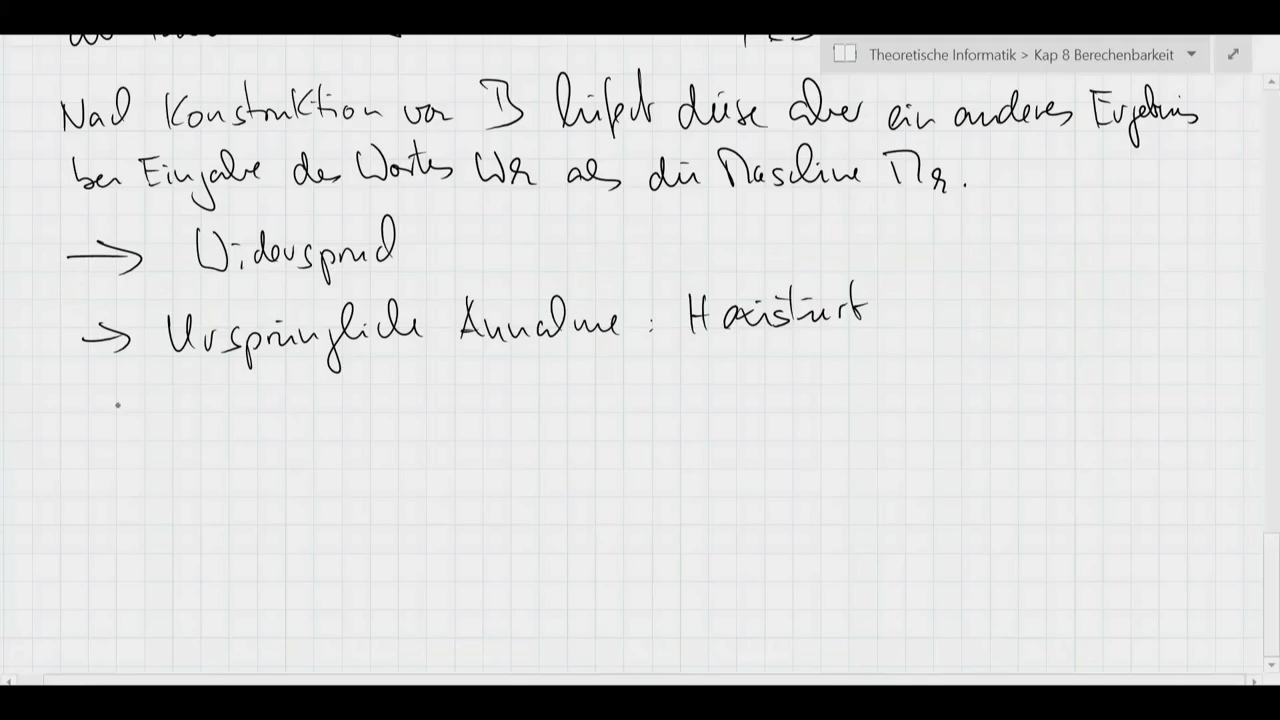 Theoretische Informatik > Kap 8 Berechenbarkeit
Nach Konstruktion von B liefert diese aber ein anderes Ergebnis
bei Eingabe des Wortes Wk als die Maschine Mk.
→ Widerspruch
→ Ursprüngliche Annahme: H existiert